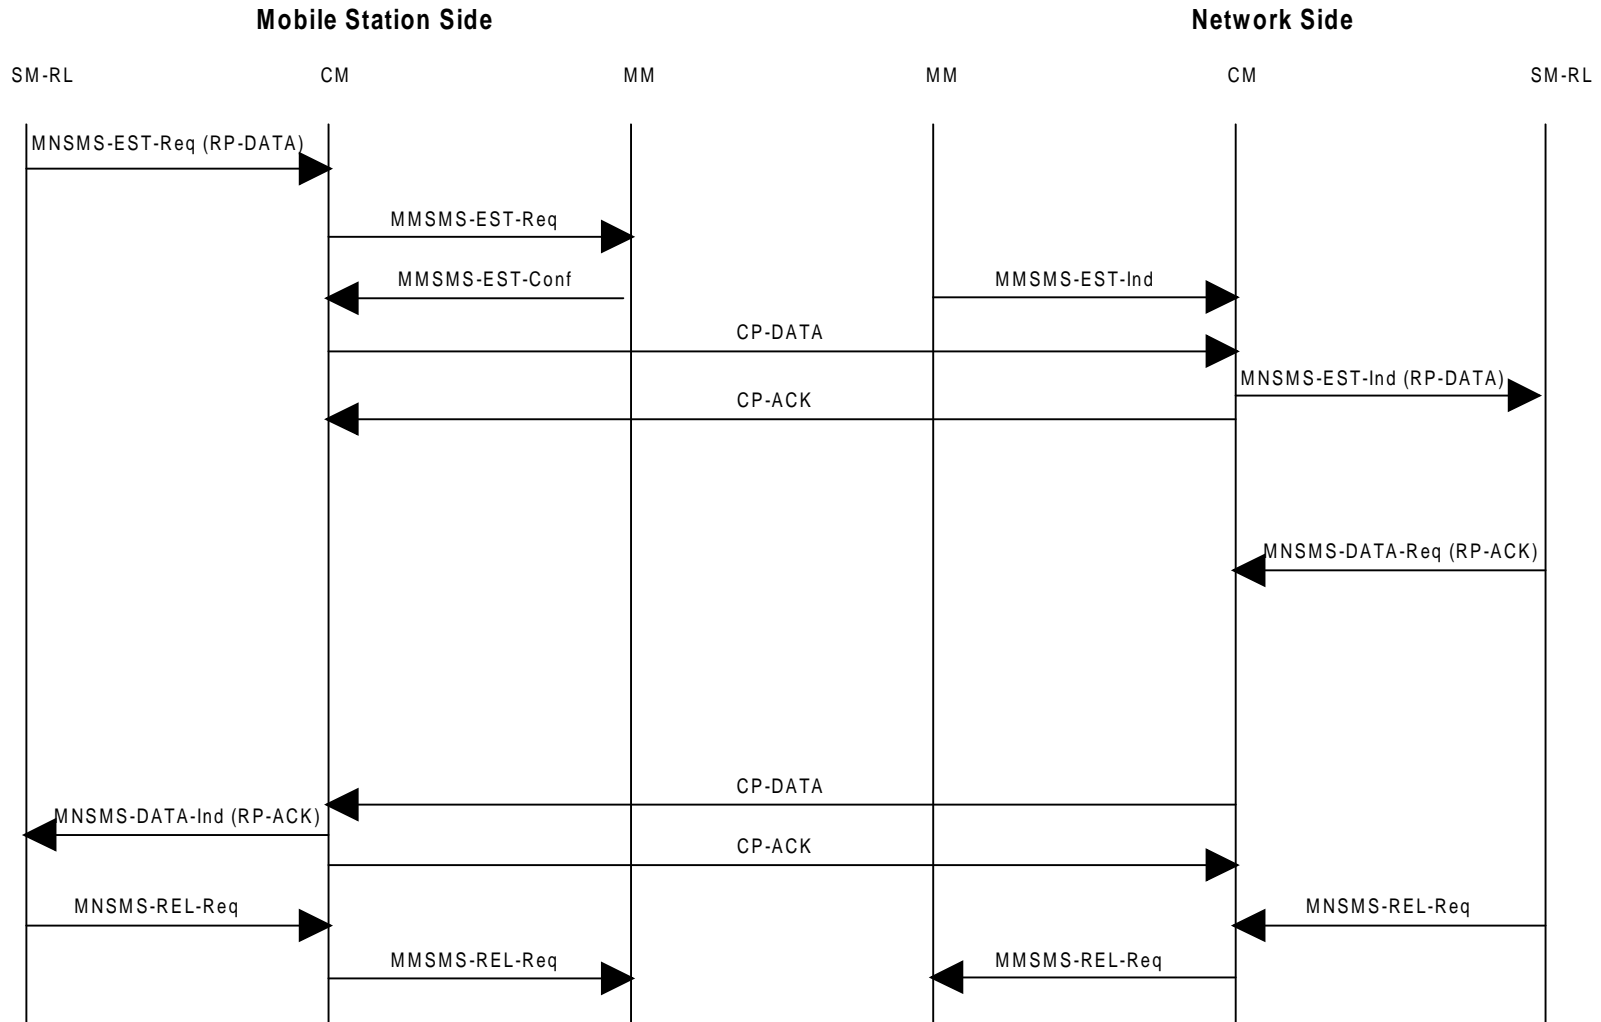 Mobile Station Side Network Side
SM-RL CM MM MM CM SM-RL
MNSMS-EST-Req (RP-DATA)
MMSMS-EST-Req
MMSMS-EST-Conf MMSMS-EST-Ind
CP-DATA
MNSMS-EST-Ind (RP-DATA)
CP-ACK
MNSMS-DATA-Req (RP-ACK)
CP-DATA
MNSMS-DATA-Ind (RP-ACK)
CP-ACK
MNSMS-REL-Req MNSMS-REL-Req
MMSMS-REL-Req MMSMS-REL-Req